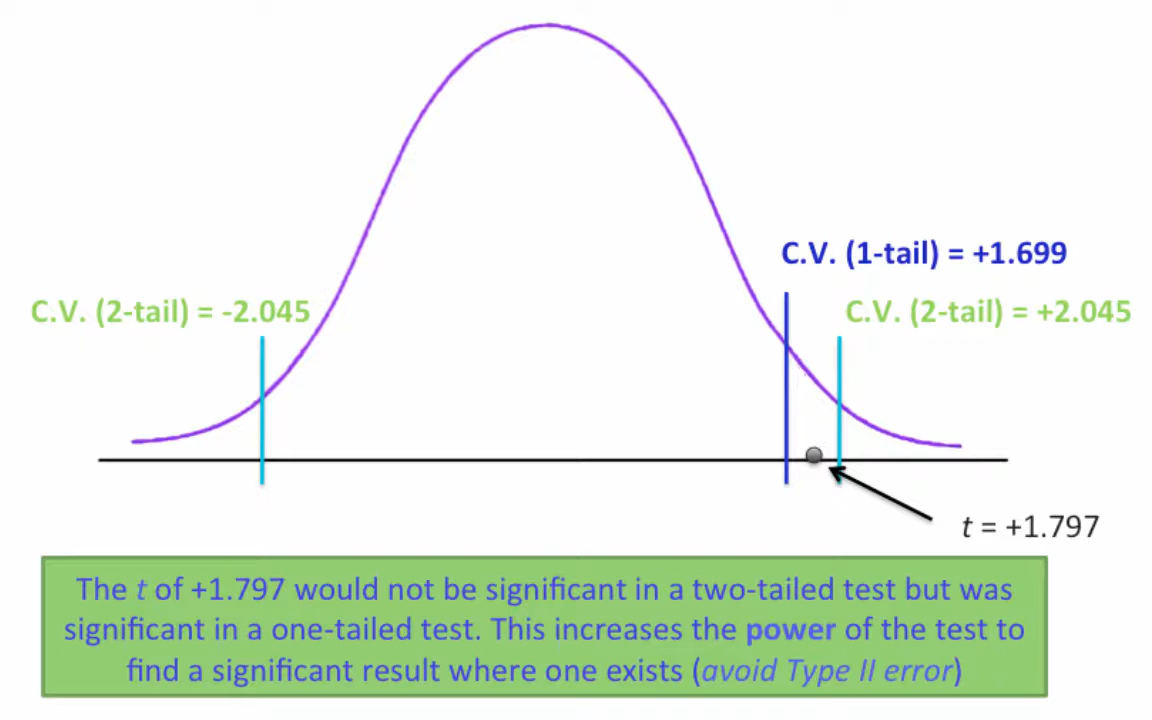 C.V. (1-tail) = +1.699
C.V. (2-tail) = -2.045
C.V. (2-tail) = +2.045
t = +1.797
The t of +1.797 would not be significant in a two-tailed test but was
significant in a one-tailed test. This increases the power of the test to
find a significant result where one exists (avoid Type II error)